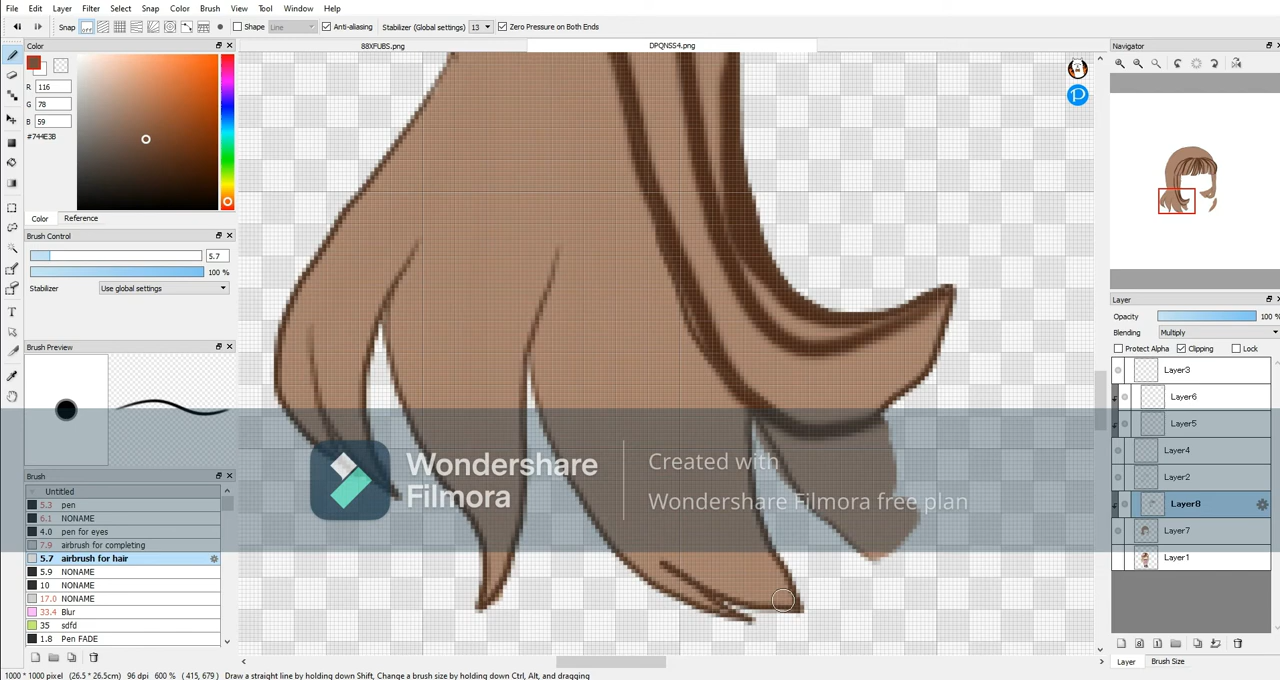 File Edit Layer Filter Select Snap Color Brush View Tool Window Help
Snap off Shape Line Anti-aliasing Stabilizer (Global settings) 13 Zero Pressure on Both Ends
Color
88XFUBS.png
DPQNSS4.png
Navigator
R 116
G 78
B 59
#744E3B
Color Reference
Brush Control
5.7
100 %
Stabilizer Use global settings
Brush Preview
Layer
Opacity 100 %
Blending Multiply
Protect Alpha Clipping Lock
Layer3
Layer6
Layer5
Layer4
Layer2
Layer8
Layer7
Layer1
Wondershare
Filmora
Created with
Wondershare Filmora free plan
Brush
Untitled
5.3 pen
6.1 NONAME
4.0 pen for eyes
7.9 airbrush for completing
5.7 airbrush for hair
5.9 NONAME
10 NONAME
17.0 NONAME
33.4 Blur
35 sdfd
1.8 Pen FADE
Layer Brush Size
1000 * 1000 pixel (26.5 * 26.5cm) 96 dpi 600 % ( 415, 679 ) Draw a straight line by holding down Shift, Change a brush size by holding down Ctrl, Alt, and dragging